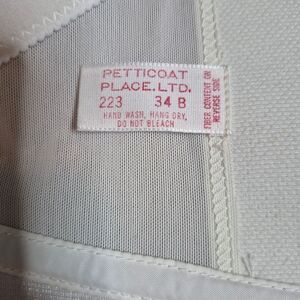 PETTICOAT
PLACE.LTD.
223 34 B
HAND WASH, HANG DRY,
DO NOT BLEACH
FIBER CONTENT ON
REVERSE SIDE